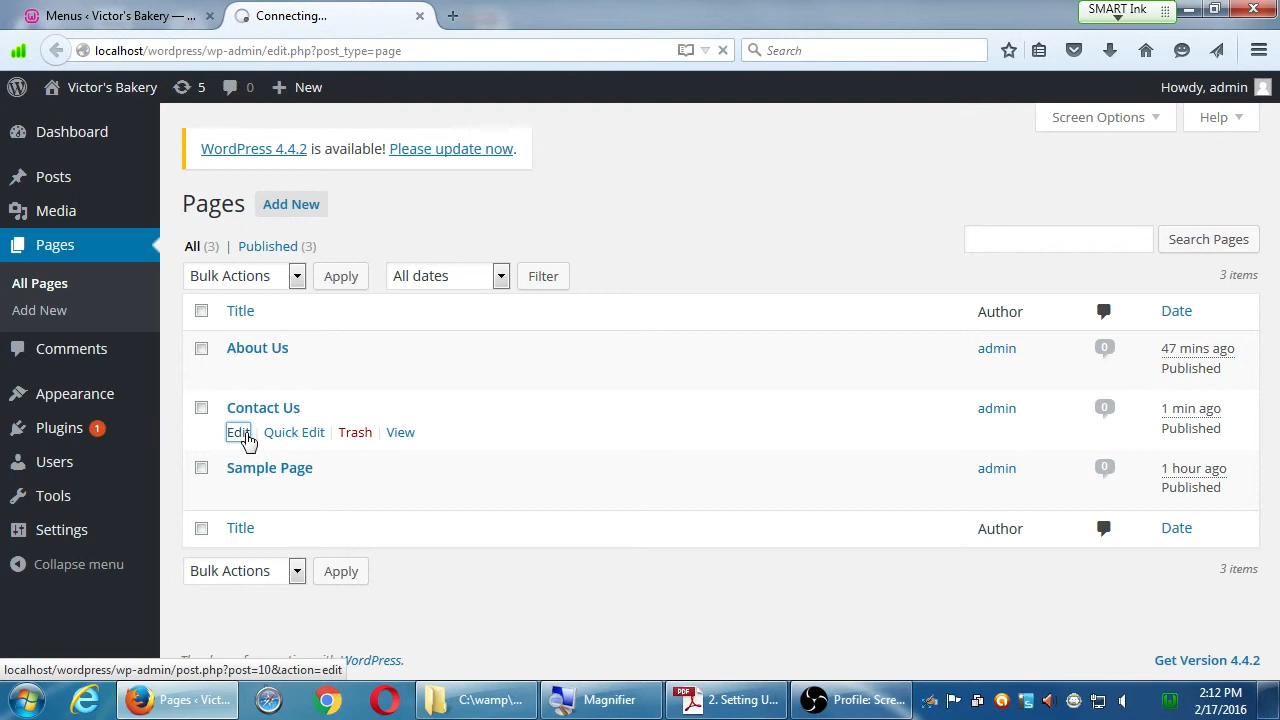 Menus ‹ Victor's Bakery — ...
Connecting...
SMART Ink
localhost/wordpress/wp-admin/edit.php?post_type=page
Search
Victor's Bakery
5
0
New
Howdy, admin
Dashboard
Posts
Media
Pages
All Pages
Add New
Comments
Appearance
Plugins 1
Users
Tools
Settings
Collapse menu
Screen Options
Help
WordPress 4.4.2 is available! Please update now.
Pages Add New
All (3) | Published (3)
Search Pages
Bulk Actions Apply All dates Filter
3 items
Title Author Date
About Us admin 0 47 mins ago
Published
Contact Us admin 0 1 min ago
Edit | Quick Edit | Trash | View Published
Sample Page admin 0 1 hour ago
Published
Title Author Date
Bulk Actions Apply
3 items
WordPress.
Get Version 4.4.2
localhost/wordpress/wp-admin/post.php?post=10&action=edit
Pages ‹ Vict...
C:\wamp\...
Magnifier
PDF
2. Setting U...
Profile: Scre...
2:12 PM
2/17/2016